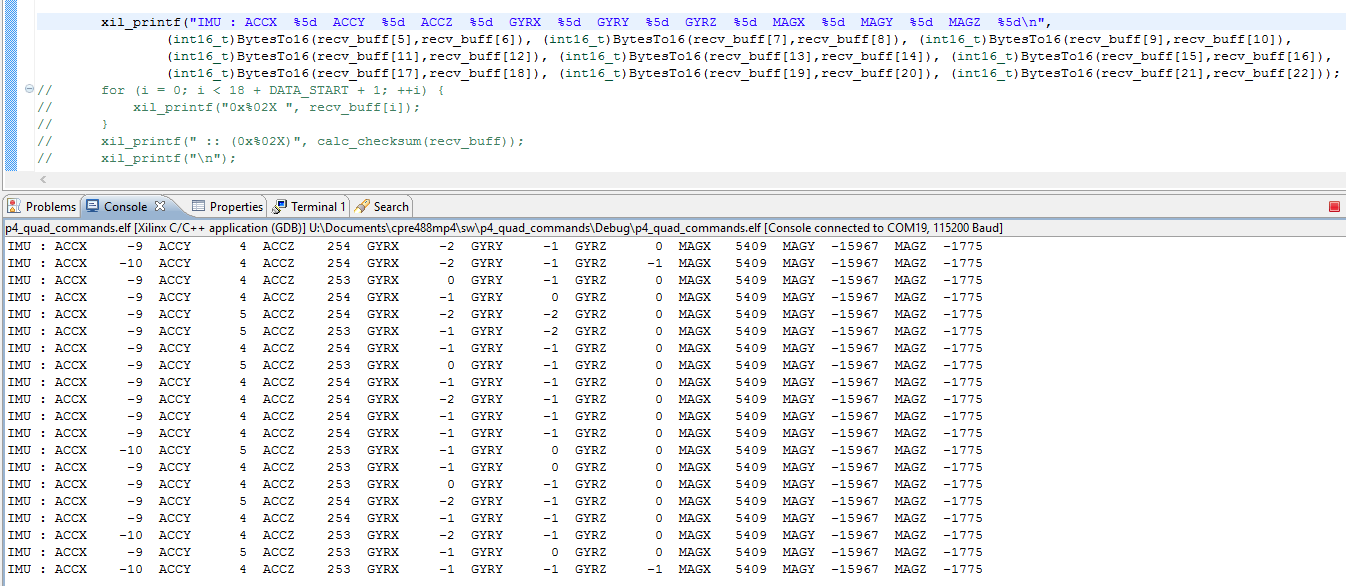 xil_printf("IMU : ACCX  %5d  ACCY  %5d  ACCZ  %5d  GYRX  %5d  GYRY  %5d  GYRZ  %5d  MAGX  %5d  MAGY  %5d  MAGZ  %5d\n",
(int16_t)BytesTo16(recv_buff[5],recv_buff[6]), (int16_t)BytesTo16(recv_buff[7],recv_buff[8]), (int16_t)BytesTo16(recv_buff[9],recv_buff[10]),
(int16_t)BytesTo16(recv_buff[11],recv_buff[12]), (int16_t)BytesTo16(recv_buff[13],recv_buff[14]), (int16_t)BytesTo16(recv_buff[15],recv_buff[16]),
(int16_t)BytesTo16(recv_buff[17],recv_buff[18]), (int16_t)BytesTo16(recv_buff[19],recv_buff[20]), (int16_t)BytesTo16(recv_buff[21],recv_buff[22]));
//      for (i = 0; i < 18 + DATA_START + 1; ++i) {
//          xil_printf("0x%02X ", recv_buff[i]);
//      }
//      xil_printf(" :: (0x%02X)", calc_checksum(recv_buff));
//      xil_printf("\n");
Problems Console Properties Terminal 1 Search
p4_quad_commands.elf [Xilinx C/C++ application (GDB)] U:\Documents\cpre488mp4\sw\p4_quad_commands\Debug\p4_quad_commands.elf [Console connected to COM19, 115200 Baud]
IMU : ACCX     -9  ACCY      4  ACCZ    254  GYRX     -2  GYRY     -1  GYRZ      0  MAGX   5409  MAGY  -15967  MAGZ  -1775
IMU : ACCX    -10  ACCY      4  ACCZ    253  GYRX     -2  GYRY     -1  GYRZ     -1  MAGX   5409  MAGY  -15967  MAGZ  -1775
IMU : ACCX     -9  ACCY      4  ACCZ    253  GYRX      0  GYRY     -1  GYRZ      0  MAGX   5409  MAGY  -15967  MAGZ  -1775
IMU : ACCX     -9  ACCY      4  ACCZ    254  GYRX     -1  GYRY      0  GYRZ      0  MAGX   5409  MAGY  -15967  MAGZ  -1775
IMU : ACCX     -9  ACCY      5  ACCZ    254  GYRX     -2  GYRY     -2  GYRZ      0  MAGX   5409  MAGY  -15967  MAGZ  -1775
IMU : ACCX     -9  ACCY      5  ACCZ    253  GYRX     -1  GYRY     -2  GYRZ      0  MAGX   5409  MAGY  -15967  MAGZ  -1775
IMU : ACCX     -9  ACCY      4  ACCZ    254  GYRX     -1  GYRY     -1  GYRZ      0  MAGX   5409  MAGY  -15967  MAGZ  -1775
IMU : ACCX     -9  ACCY      5  ACCZ    253  GYRX      0  GYRY     -1  GYRZ      0  MAGX   5409  MAGY  -15967  MAGZ  -1775
IMU : ACCX     -9  ACCY      4  ACCZ    254  GYRX     -1  GYRY     -1  GYRZ      0  MAGX   5409  MAGY  -15967  MAGZ  -1775
IMU : ACCX     -9  ACCY      4  ACCZ    254  GYRX     -2  GYRY     -1  GYRZ      0  MAGX   5409  MAGY  -15967  MAGZ  -1775
IMU : ACCX     -9  ACCY      4  ACCZ    254  GYRX     -1  GYRY     -1  GYRZ      0  MAGX   5409  MAGY  -15967  MAGZ  -1775
IMU : ACCX     -9  ACCY      4  ACCZ    254  GYRX     -1  GYRY     -1  GYRZ      0  MAGX   5409  MAGY  -15967  MAGZ  -1775
IMU : ACCX    -10  ACCY      5  ACCZ    253  GYRX     -1  GYRY      0  GYRZ      0  MAGX   5409  MAGY  -15967  MAGZ  -1775
IMU : ACCX     -9  ACCY      4  ACCZ    253  GYRX     -1  GYRY      0  GYRZ      0  MAGX   5409  MAGY  -15967  MAGZ  -1775
IMU : ACCX     -9  ACCY      4  ACCZ    253  GYRX      0  GYRY     -1  GYRZ      0  MAGX   5409  MAGY  -15967  MAGZ  -1775
IMU : ACCX     -9  ACCY      5  ACCZ    254  GYRX     -2  GYRY     -1  GYRZ      0  MAGX   5409  MAGY  -15967  MAGZ  -1775
IMU : ACCX     -9  ACCY      4  ACCZ    254  GYRX     -1  GYRY     -1  GYRZ      0  MAGX   5409  MAGY  -15967  MAGZ  -1775
IMU : ACCX    -10  ACCY      4  ACCZ    253  GYRX     -2  GYRY     -1  GYRZ      0  MAGX   5409  MAGY  -15967  MAGZ  -1775
IMU : ACCX     -9  ACCY      5  ACCZ    253  GYRX     -1  GYRY      0  GYRZ      0  MAGX   5409  MAGY  -15967  MAGZ  -1775
IMU : ACCX    -10  ACCY      4  ACCZ    253  GYRX     -1  GYRY     -1  GYRZ     -1  MAGX   5409  MAGY  -15967  MAGZ  -1775